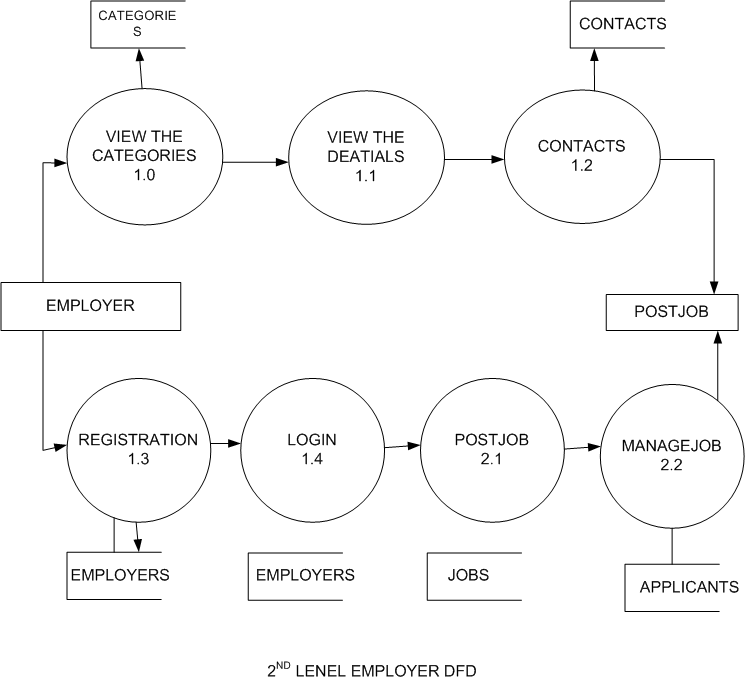 CATEGORIE
S
CONTACTS
VIEW THE
CATEGORIES
1.0
VIEW THE
DEATIALS
1.1
CONTACTS
1.2
EMPLOYER
POSTJOB
REGISTRATION
1.3
LOGIN
1.4
POSTJOB
2.1
MANAGEJOB
2.2
EMPLOYERS
EMPLOYERS
JOBS
APPLICANTS
2ND LENEL EMPLOYER DFD